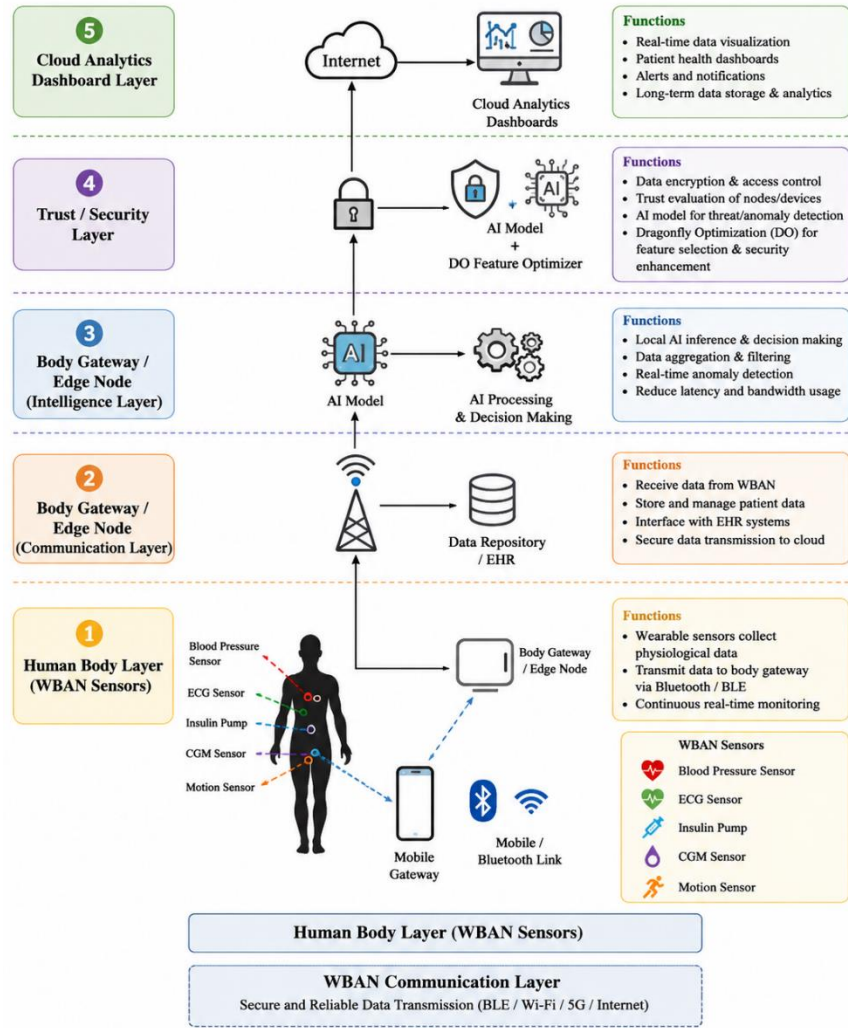 5
Cloud Analytics
Dashboard Layer
Internet
Cloud Analytics
Dashboards
Functions
• Real-time data visualization
• Patient health dashboards
• Alerts and notifications
• Long-term data storage & analytics
4
Trust / Security
Layer
AI
AI Model
+
DO Feature Optimizer
Functions
• Data encryption & access control
• Trust evaluation of nodes/devices
• AI model for threat/anomaly detection
• Dragonfly Optimization (DO) for
feature selection & security
enhancement
3
Body Gateway /
Edge Node
(Intelligence Layer)
AI
AI Model
AI Processing
& Decision Making
Functions
• Local AI inference & decision making
• Data aggregation & filtering
• Real-time anomaly detection
• Reduce latency and bandwidth usage
2
Body Gateway /
Edge Node
(Communication Layer)
Data Repository
/ EHR
Functions
• Receive data from WBAN
• Store and manage patient data
• Interface with EHR systems
• Secure data transmission to cloud
1
Human Body Layer
(WBAN Sensors)
Blood Pressure
Sensor
ECG Sensor
Insulin Pump
CGM Sensor
Motion Sensor
Body Gateway
/ Edge Node
Mobile
Gateway
Mobile /
Bluetooth Link
Functions
• Wearable sensors collect
physiological data
• Transmit data to body gateway
via Bluetooth / BLE
• Continuous real-time monitoring
WBAN Sensors
Blood Pressure Sensor
ECG Sensor
Insulin Pump
CGM Sensor
Motion Sensor
Human Body Layer (WBAN Sensors)
WBAN Communication Layer
Secure and Reliable Data Transmission (BLE / Wi-Fi / 5G / Internet)